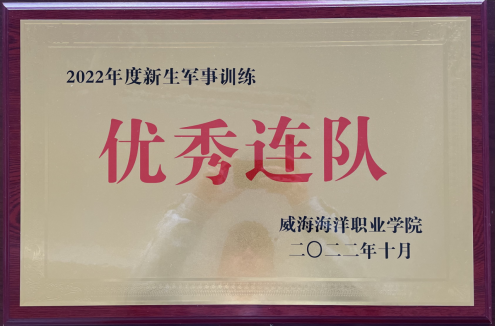 2022年度新生军事训练
优秀连队
威海海洋职业学院
二〇二二年十月